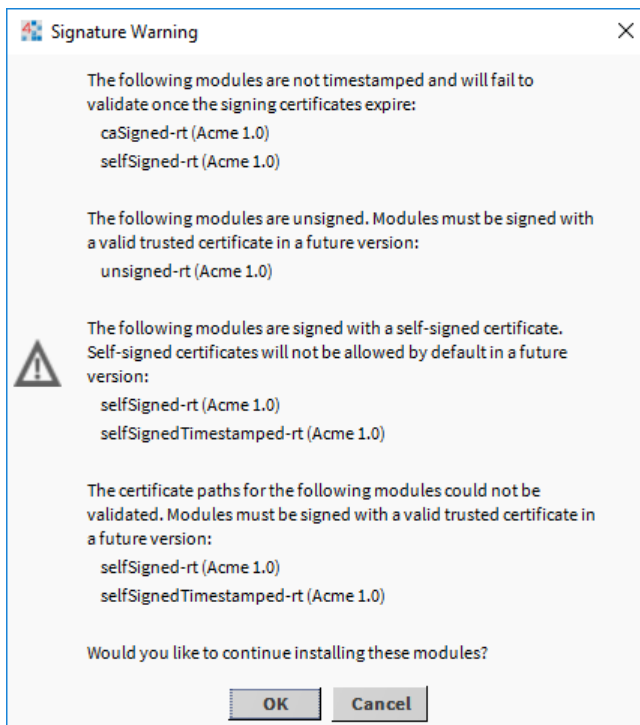 Signature Warning
The following modules are not timestamped and will fail to
validate once the signing certificates expire:
caSigned-rt (Acme 1.0)
selfSigned-rt (Acme 1.0)
The following modules are unsigned. Modules must be signed with
a valid trusted certificate in a future version:
unsigned-rt (Acme 1.0)
The following modules are signed with a self-signed certificate.
Self-signed certificates will not be allowed by default in a future
version:
selfSigned-rt (Acme 1.0)
selfSignedTimestamped-rt (Acme 1.0)
The certificate paths for the following modules could not be
validated. Modules must be signed with a valid trusted certificate in
a future version:
selfSigned-rt (Acme 1.0)
selfSignedTimestamped-rt (Acme 1.0)
Would you like to continue installing these modules?
OK Cancel